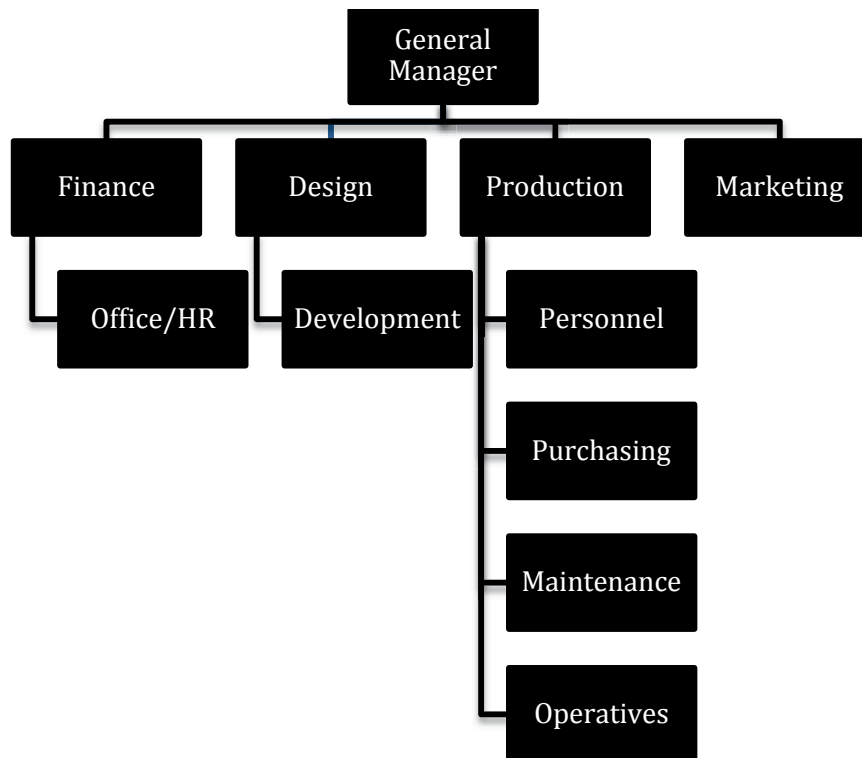 General
Manager
Finance
Design
Production
Marketing
Office/HR
Development
Personnel
Purchasing
Maintenance
Operatives